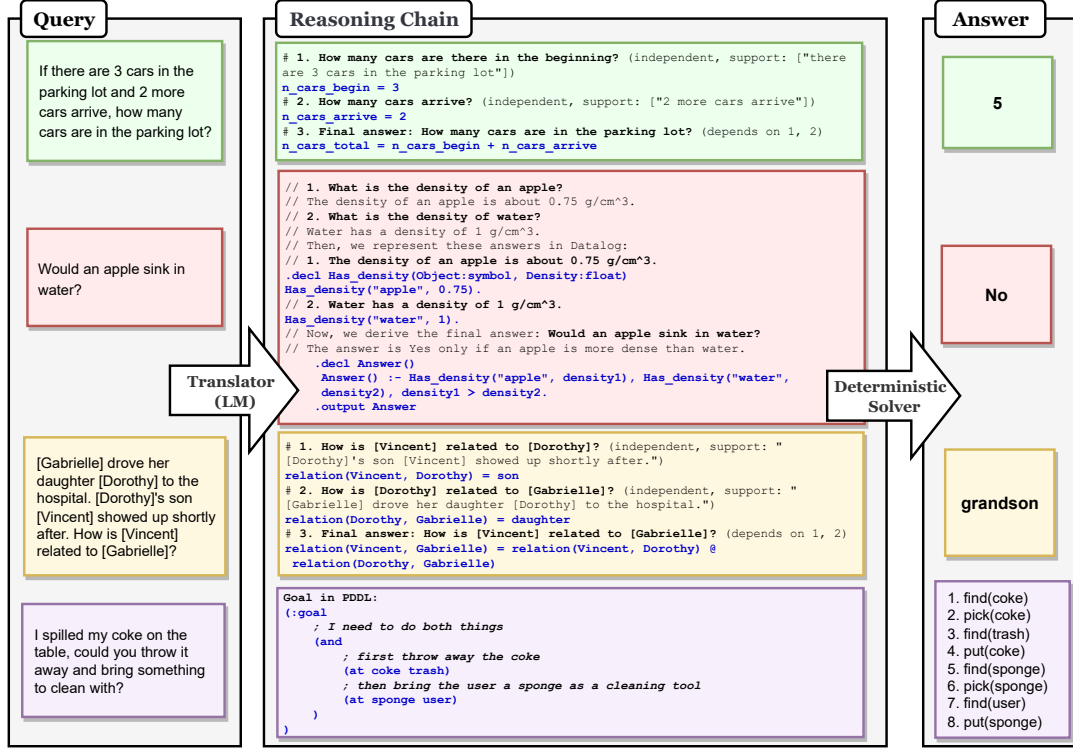 Query
Reasoning Chain
Answer
If there are 3 cars in the
parking lot and 2 more
cars arrive, how many
cars are in the parking lot?
# 1. How many cars are there in the beginning? (independent, support: ["there
are 3 cars in the parking lot"])
n_cars_begin = 3
# 2. How many cars arrive? (independent, support: ["2 more cars arrive"])
n_cars_arrive = 2
# 3. Final answer: How many cars are in the parking lot? (depends on 1, 2)
n_cars_total = n_cars_begin + n_cars_arrive
5
Would an apple sink in
water?
// 1. What is the density of an apple?
// The density of an apple is about 0.75 g/cm^3.
// 2. What is the density of water?
// Water has a density of 1 g/cm^3.
// Then, we represent these answers in Datalog:
// 1. The density of an apple is about 0.75 g/cm^3.
.decl Has_density(Object:symbol, Density:float)
Has_density("apple", 0.75).
// 2. Water has a density of 1 g/cm^3.
Has_density("water", 1).
// Now, we derive the final answer: Would an apple sink in water?
// The answer is Yes only if an apple is more dense than water.
.decl Answer()
Answer() :- Has_density("apple", density1), Has_density("water",
density2), density1 > density2.
.output Answer
No
Translator
(LM)
Deterministic
Solver
[Gabrielle] drove her
daughter [Dorothy] to the
hospital. [Dorothy]'s son
[Vincent] showed up shortly
after. How is [Vincent]
related to [Gabrielle]?
# 1. How is [Vincent] related to [Dorothy]? (independent, support: "
[Dorothy]'s son [Vincent] showed up shortly after.")
relation(Vincent, Dorothy) = son
# 2. How is [Dorothy] related to [Gabrielle]? (independent, support: "
[Gabrielle] drove her daughter [Dorothy] to the hospital.")
relation(Dorothy, Gabrielle) = daughter
# 3. Final answer: How is [Vincent] related to [Gabrielle]? (depends on 1, 2)
relation(Vincent, Gabrielle) = relation(Vincent, Dorothy) @
relation(Dorothy, Gabrielle)
grandson
I spilled my coke on the
table, could you throw it
away and bring something
to clean with?
Goal in PDDL:
(:goal
; I need to do both things
(and
; first throw away the coke
(at coke trash)
; then bring the user a sponge as a cleaning tool
(at sponge user)
)
)
1. find(coke)
2. pick(coke)
3. find(trash)
4. put(coke)
5. find(sponge)
6. pick(sponge)
7. find(user)
8. put(sponge)